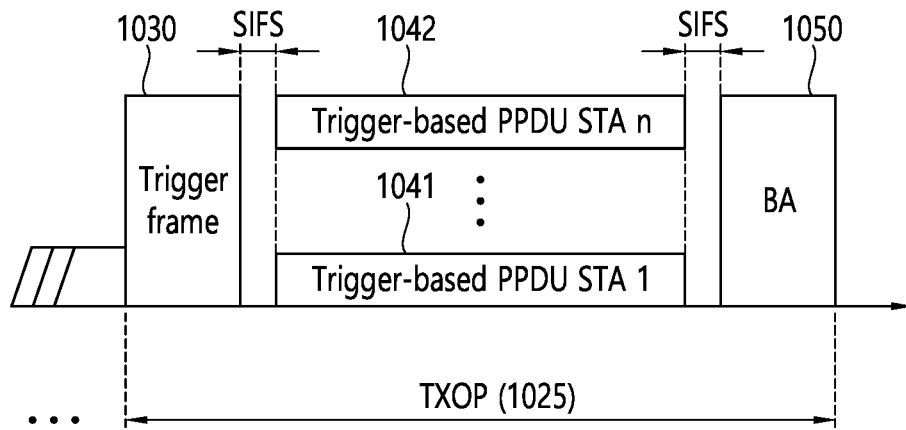 SIFS
SIFS
1030
1042
1050
Trigger-based PPDU STA n
Trigger
frame
1041
BA
Trigger-based PPDU STA 1
TXOP (1025)